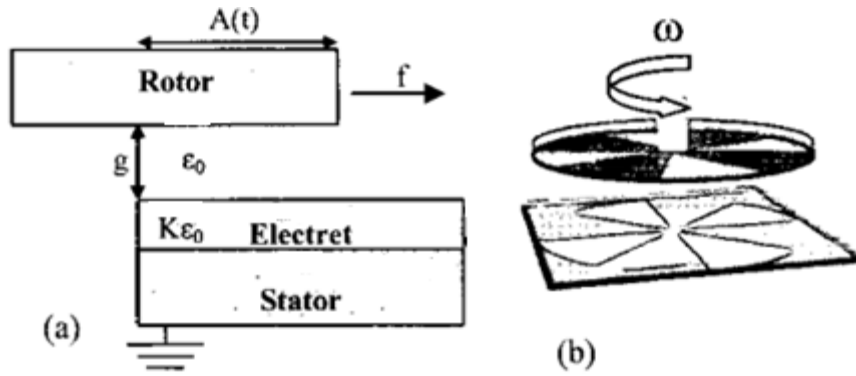 A(t)
Rotor
f
g
ε₀
Kε₀
Electret
Stator
(a)
ω
(b)